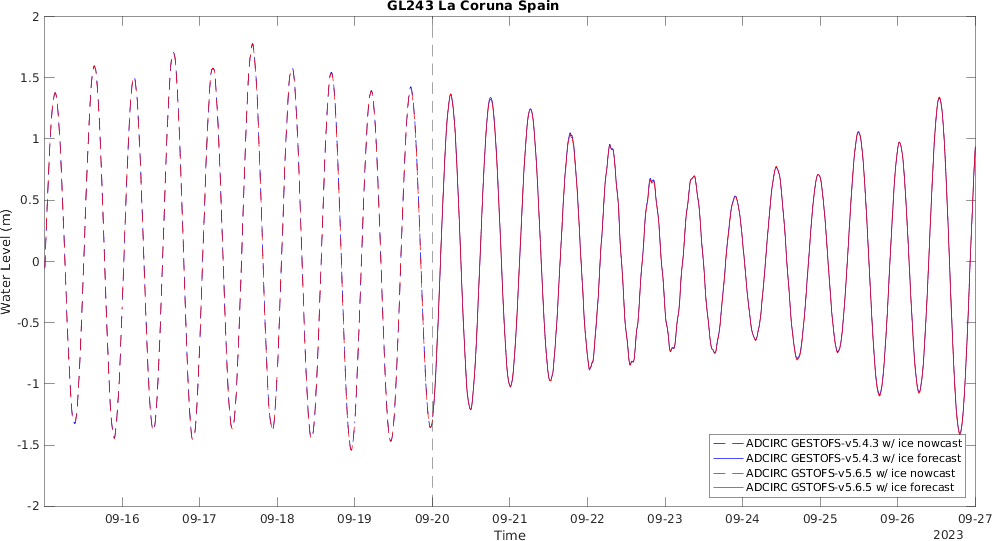 GL243 La Coruna Spain
2
1.5
1
0.5
0
-0.5
-1
-1.5
-2
Water Level (m)
09-16 09-17 09-18 09-19 09-20 09-21 09-22 09-23 09-24 09-25 09-26 09-27
Time
2023
ADCIRC GESTOFS-v5.4.3 w/ ice nowcast
ADCIRC GESTOFS-v5.4.3 w/ ice forecast
ADCIRC GSTOFS-v5.6.5 w/ ice nowcast
ADCIRC GSTOFS-v5.6.5 w/ ice forecast